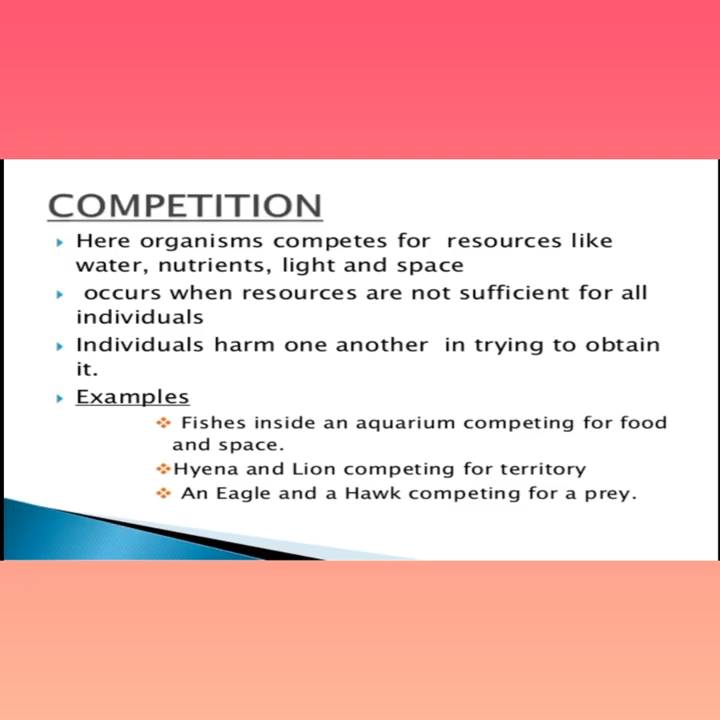 COMPETITION
Here organisms competes for resources like
water, nutrients, light and space
occurs when resources are not sufficient for all
individuals
Individuals harm one another in trying to obtain
it.
Examples
Fishes inside an aquarium competing for food
and space.
Hyena and Lion competing for territory
An Eagle and a Hawk competing for a prey.